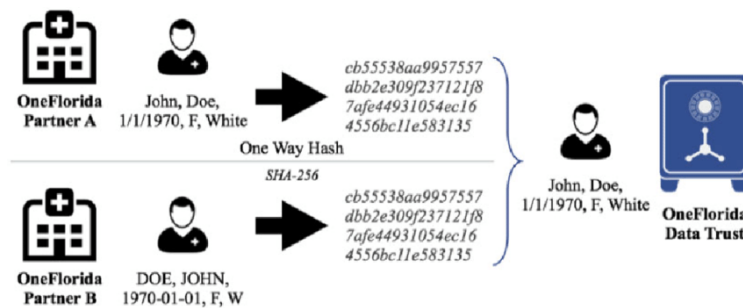 OneFlorida
Partner A
John, Doe,
1/1/1970, F, White
cb55538aa9957557
dbb2e309f237121f8
7afe44931054ec16
4556bc11e583135
One Way Hash
SHA-256
OneFlorida
Partner B
DOE, JOHN,
1970-01-01, F, W
cb55538aa9957557
dbb2e309f237121f8
7afe44931054ec16
4556bc11e583135
John, Doe,
1/1/1970, F, White
OneFlorida
Data Trust